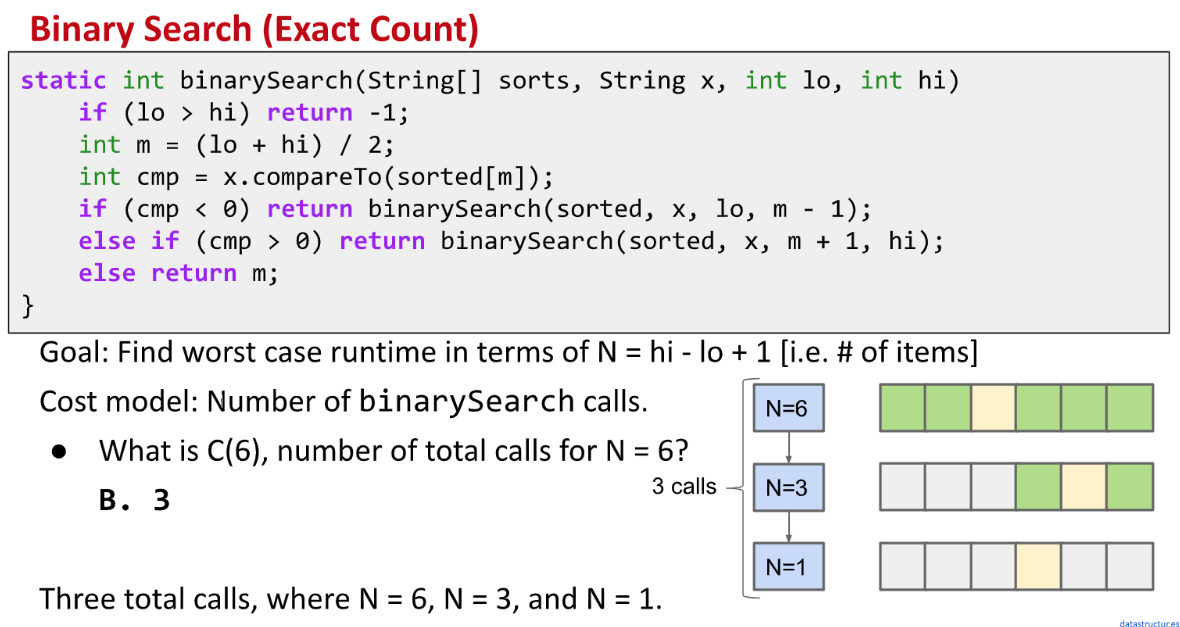 Binary Search (Exact Count)
static int binarySearch(String[] sorts, String x, int lo, int hi)
    if (lo > hi) return -1;
    int m = (lo + hi) / 2;
    int cmp = x.compareTo(sorted[m]);
    if (cmp < 0) return binarySearch(sorted, x, lo, m - 1);
    else if (cmp > 0) return binarySearch(sorted, x, m + 1, hi);
    else return m;
}
Goal: Find worst case runtime in terms of N = hi - lo + 1 [i.e. # of items]
Cost model: Number of binarySearch calls.
● What is C(6), number of total calls for N = 6?
B. 3
3 calls
N=6
N=3
N=1
Three total calls, where N = 6, N = 3, and N = 1.
datastructur.es